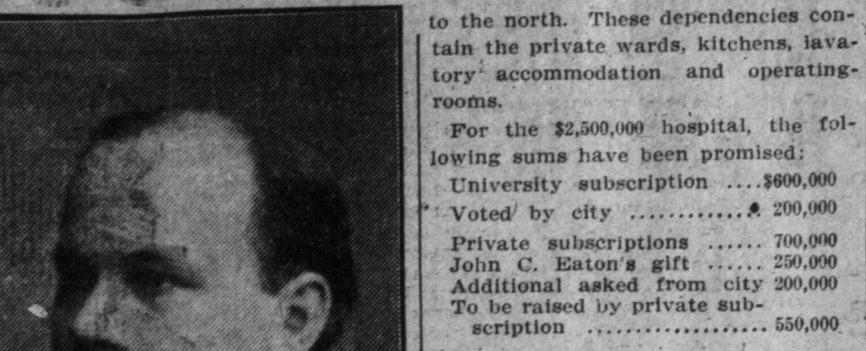 to the north. These dependencies con-
tain the private wards, kitchens, lava-
tory accommodation and operating-
rooms.
For the $2,500,000 hospital, the fol-
lowing sums have been promised:
University subscription ....$600,000
Voted by city ............. 200,000
Private subscriptions ...... 700,000
John C. Eaton's gift ...... 250,000
Additional asked from city 200,000
To be raised by private sub-
scription .................. 550,000